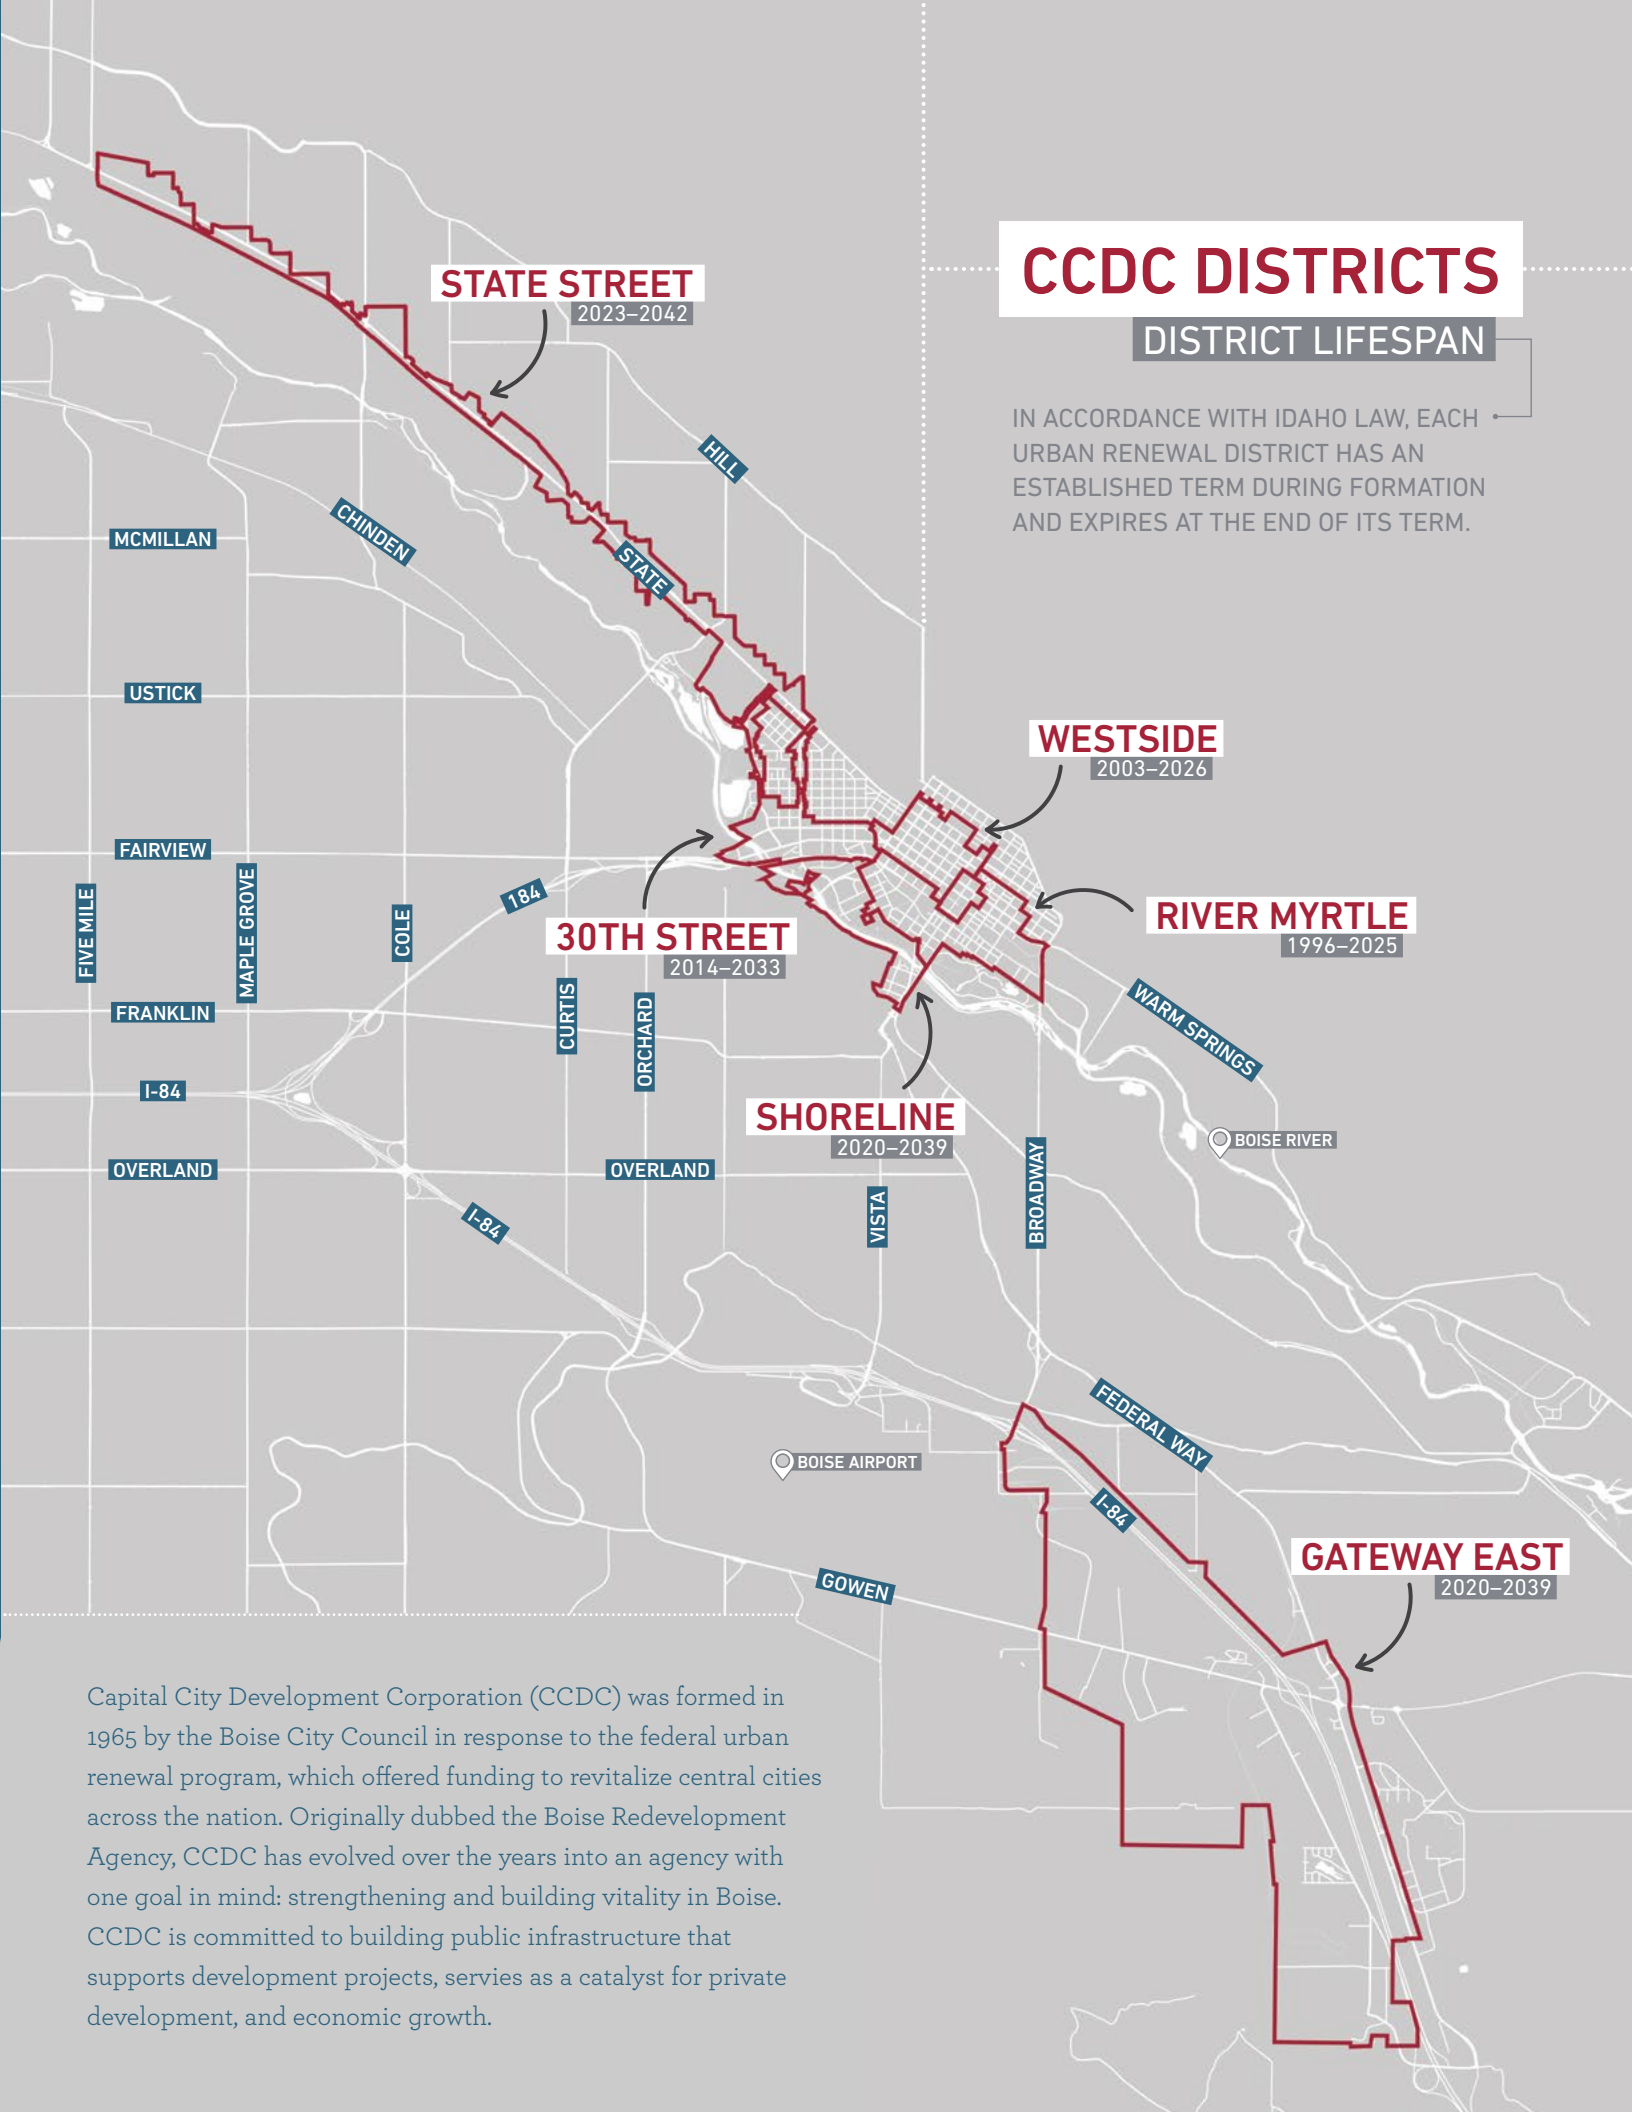 CCDC DISTRICTS
DISTRICT LIFESPAN
IN ACCORDANCE WITH IDAHO LAW, EACH
URBAN RENEWAL DISTRICT HAS AN
ESTABLISHED TERM DURING FORMATION
AND EXPIRES AT THE END OF ITS TERM.
STATE STREET
2023–2042
HILL
CHINDEN
MCMILLAN
STATE
USTICK
WESTSIDE
2003–2026
FAIRVIEW
FIVE MILE
MAPLE GROVE
COLE
184
30TH STREET
2014–2033
RIVER MYRTLE
1996–2025
CURTIS
ORCHARD
FRANKLIN
WARM SPRINGS
I-84
SHORELINE
2020–2039
BOISE RIVER
OVERLAND
OVERLAND
I-84
VISTA
BROADWAY
FEDERAL WAY
BOISE AIRPORT
I-84
GOWEN
GATEWAY EAST
2020–2039
Capital City Development Corporation (CCDC) was formed in
1965 by the Boise City Council in response to the federal urban
renewal program, which offered funding to revitalize central cities
across the nation. Originally dubbed the Boise Redevelopment
Agency, CCDC has evolved over the years into an agency with
one goal in mind: strengthening and building vitality in Boise.
CCDC is committed to building public infrastructure that
supports development projects, servies as a catalyst for private
development, and economic growth.